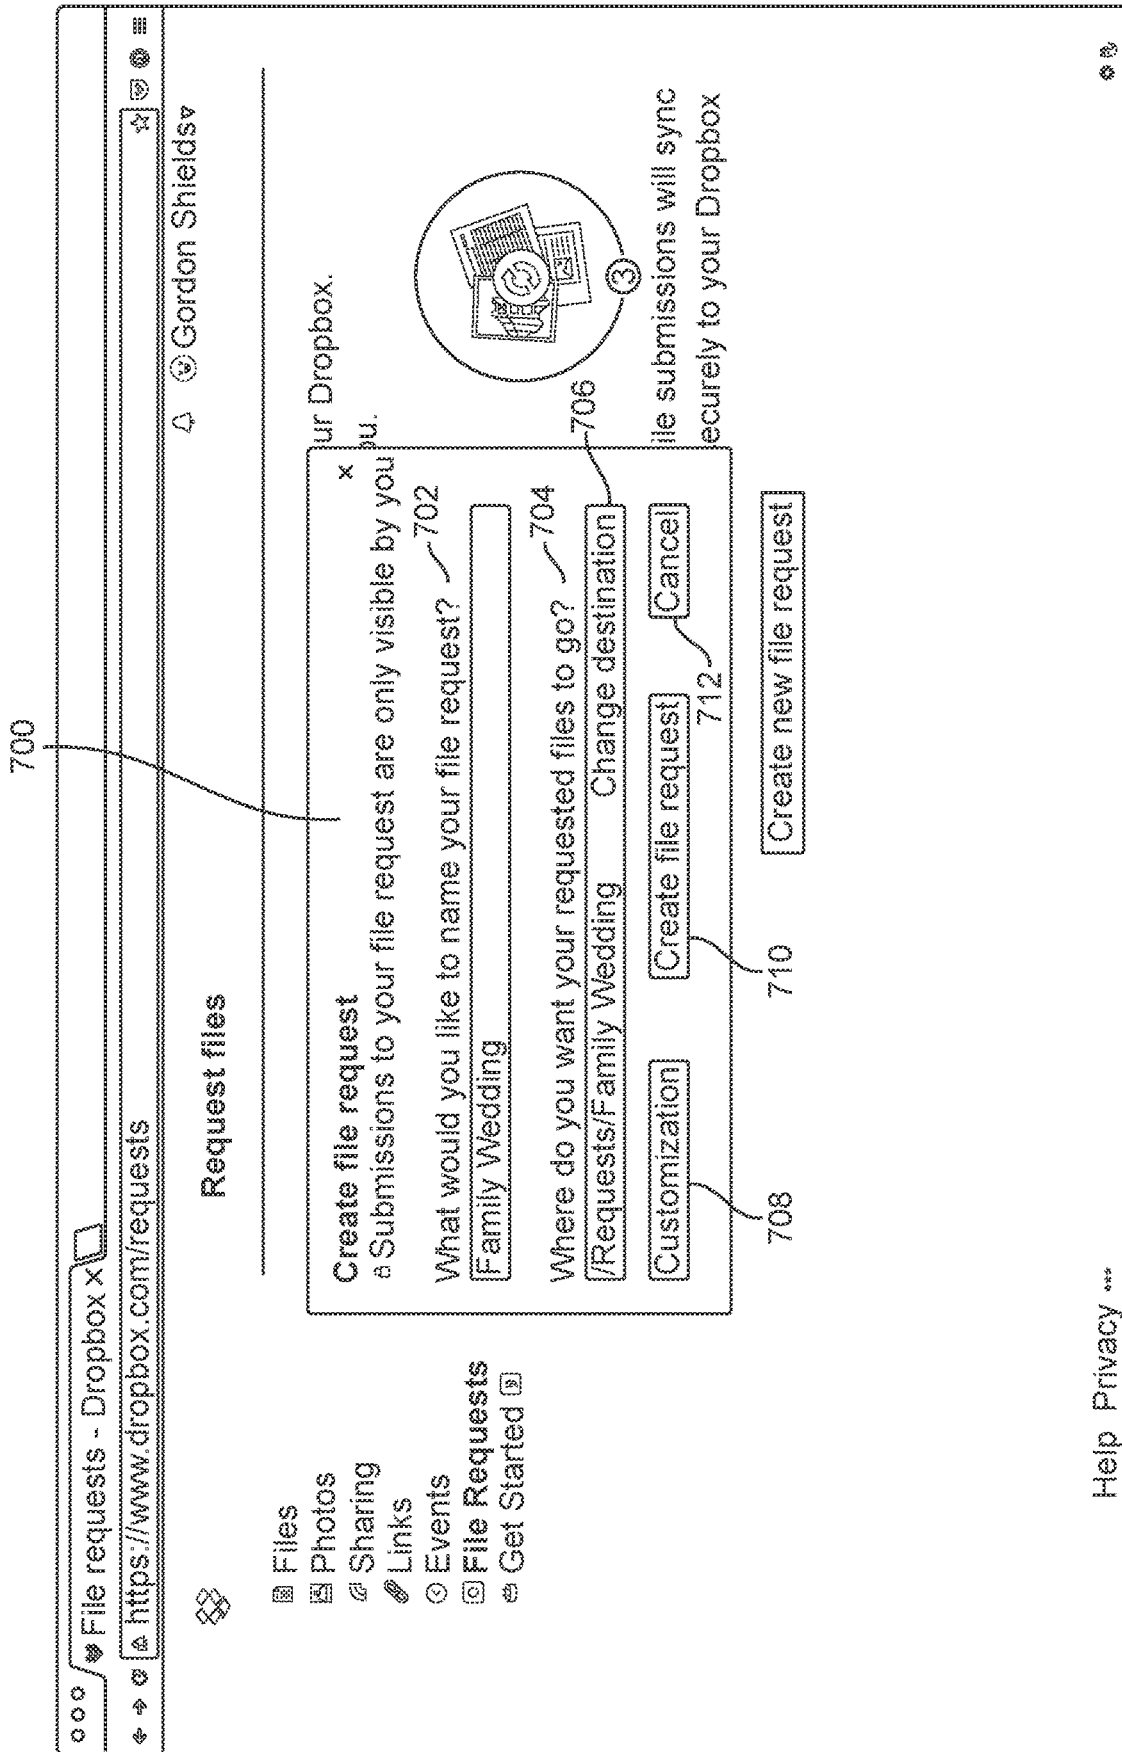 700
File requests - Dropbox X
https://www.dropbox.com/requests
Gordon Shields
Request files
Files
Photos
Sharing
Links
Events
File Requests
Get Started
ur Dropbox.
ou.
Create file request
x
Submissions to your file request are only visible by you
What would you like to name your file request?
702
Family Wedding
Where do you want your requested files to go?
704
/Requests/Family Wedding
Change destination
706
Customization
Create file request
Cancel
708
710
712
3
ile submissions will sync
ecurely to your Dropbox
Create new file request
Help Privacy ...